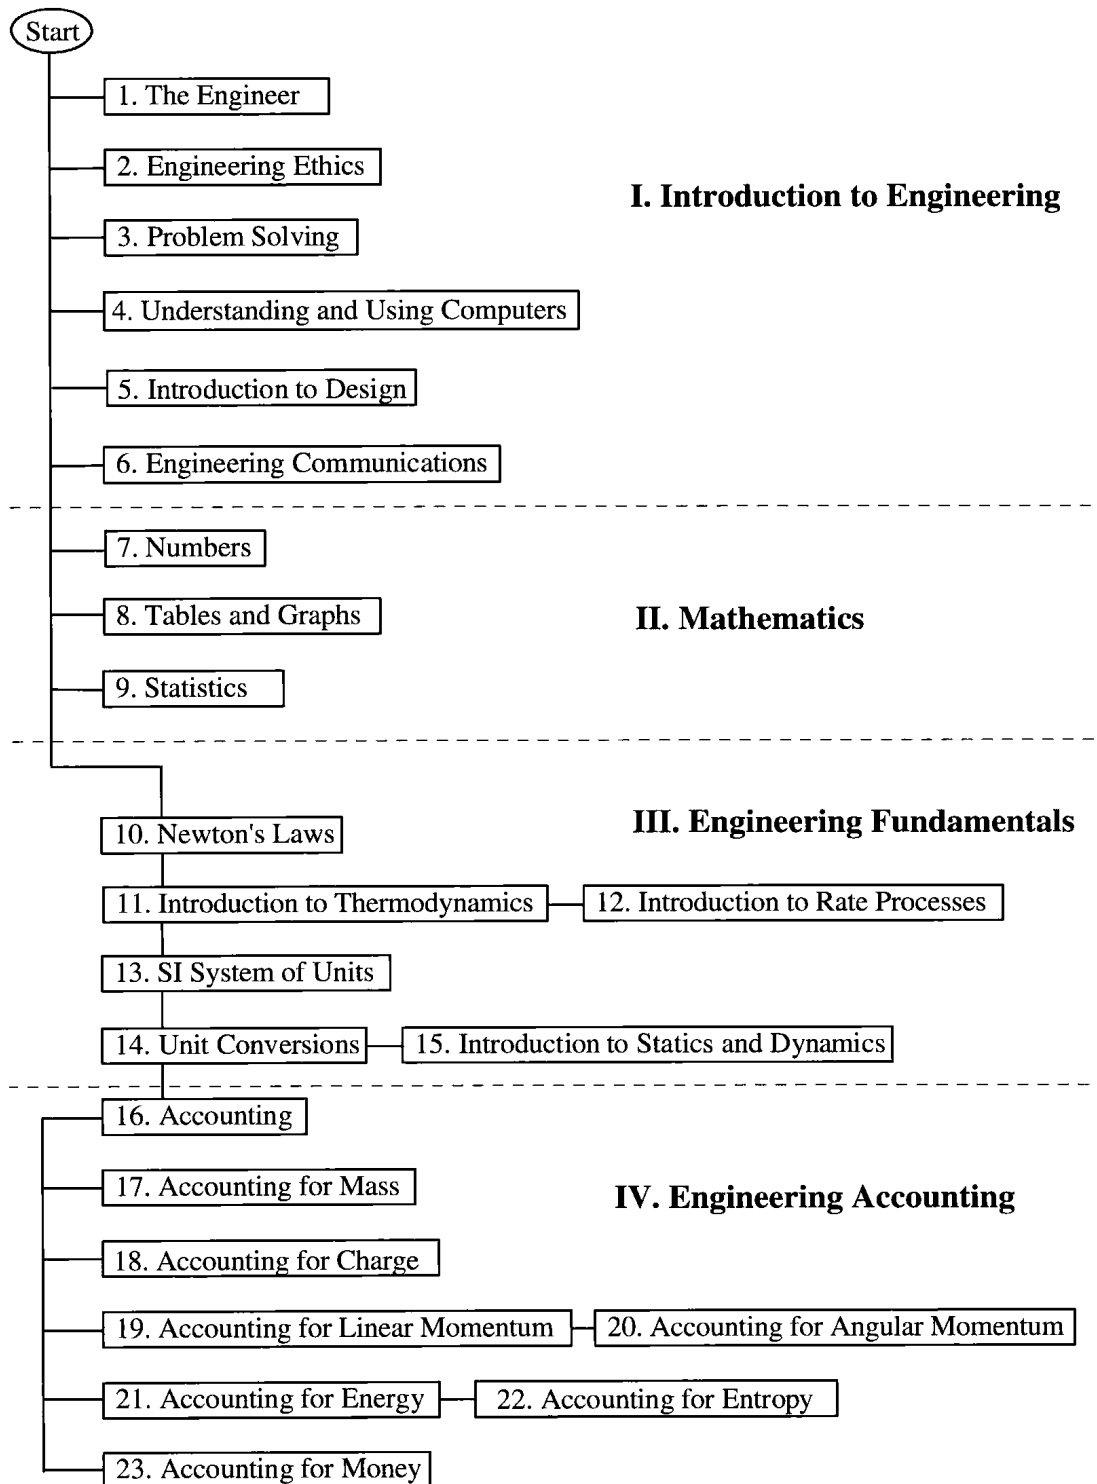 Start
1. The Engineer
2. Engineering Ethics
I. Introduction to Engineering
3. Problem Solving
4. Understanding and Using Computers
5. Introduction to Design
6. Engineering Communications
7. Numbers
8. Tables and Graphs
II. Mathematics
9. Statistics
III. Engineering Fundamentals
10. Newton's Laws
11. Introduction to Thermodynamics
12. Introduction to Rate Processes
13. SI System of Units
14. Unit Conversions
15. Introduction to Statics and Dynamics
16. Accounting
17. Accounting for Mass
IV. Engineering Accounting
18. Accounting for Charge
19. Accounting for Linear Momentum
20. Accounting for Angular Momentum
21. Accounting for Energy
22. Accounting for Entropy
23. Accounting for Money